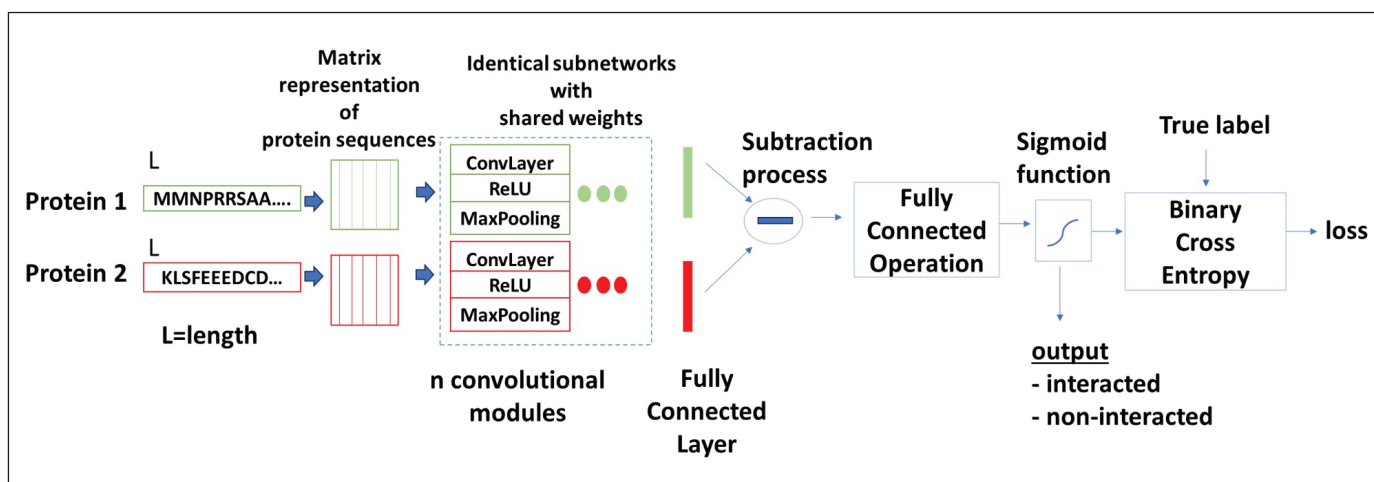 Matrix
representation
of
protein sequences
Identical subnetworks
with
shared weights
L
Protein 1
MMNPRRSAA....
ConvLayer
ReLU
MaxPooling
L
Protein 2
KLSFEEEDCD...
ConvLayer
ReLU
MaxPooling
L=length
n convolutional
modules
Fully
Connected
Layer
Subtraction
process
Fully
Connected
Operation
Sigmoid
function
True label
Binary
Cross
Entropy
loss
output
- interacted
- non-interacted